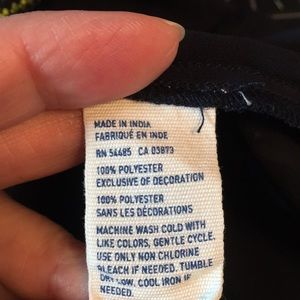 MADE IN INDIA
FABRIQUÉ EN INDE
RN 54485 CA 03873
100% POLYESTER
EXCLUSIVE OF DECORATION
100% POLYESTER
SANS LES DÉCORATIONS
MACHINE WASH COLD WITH
LIKE COLORS, GENTLE CYCLE.
USE ONLY NON CHLORINE
BLEACH IF NEEDED. TUMBLE
DRY LOW. COOL IRON IF
NEEDED.